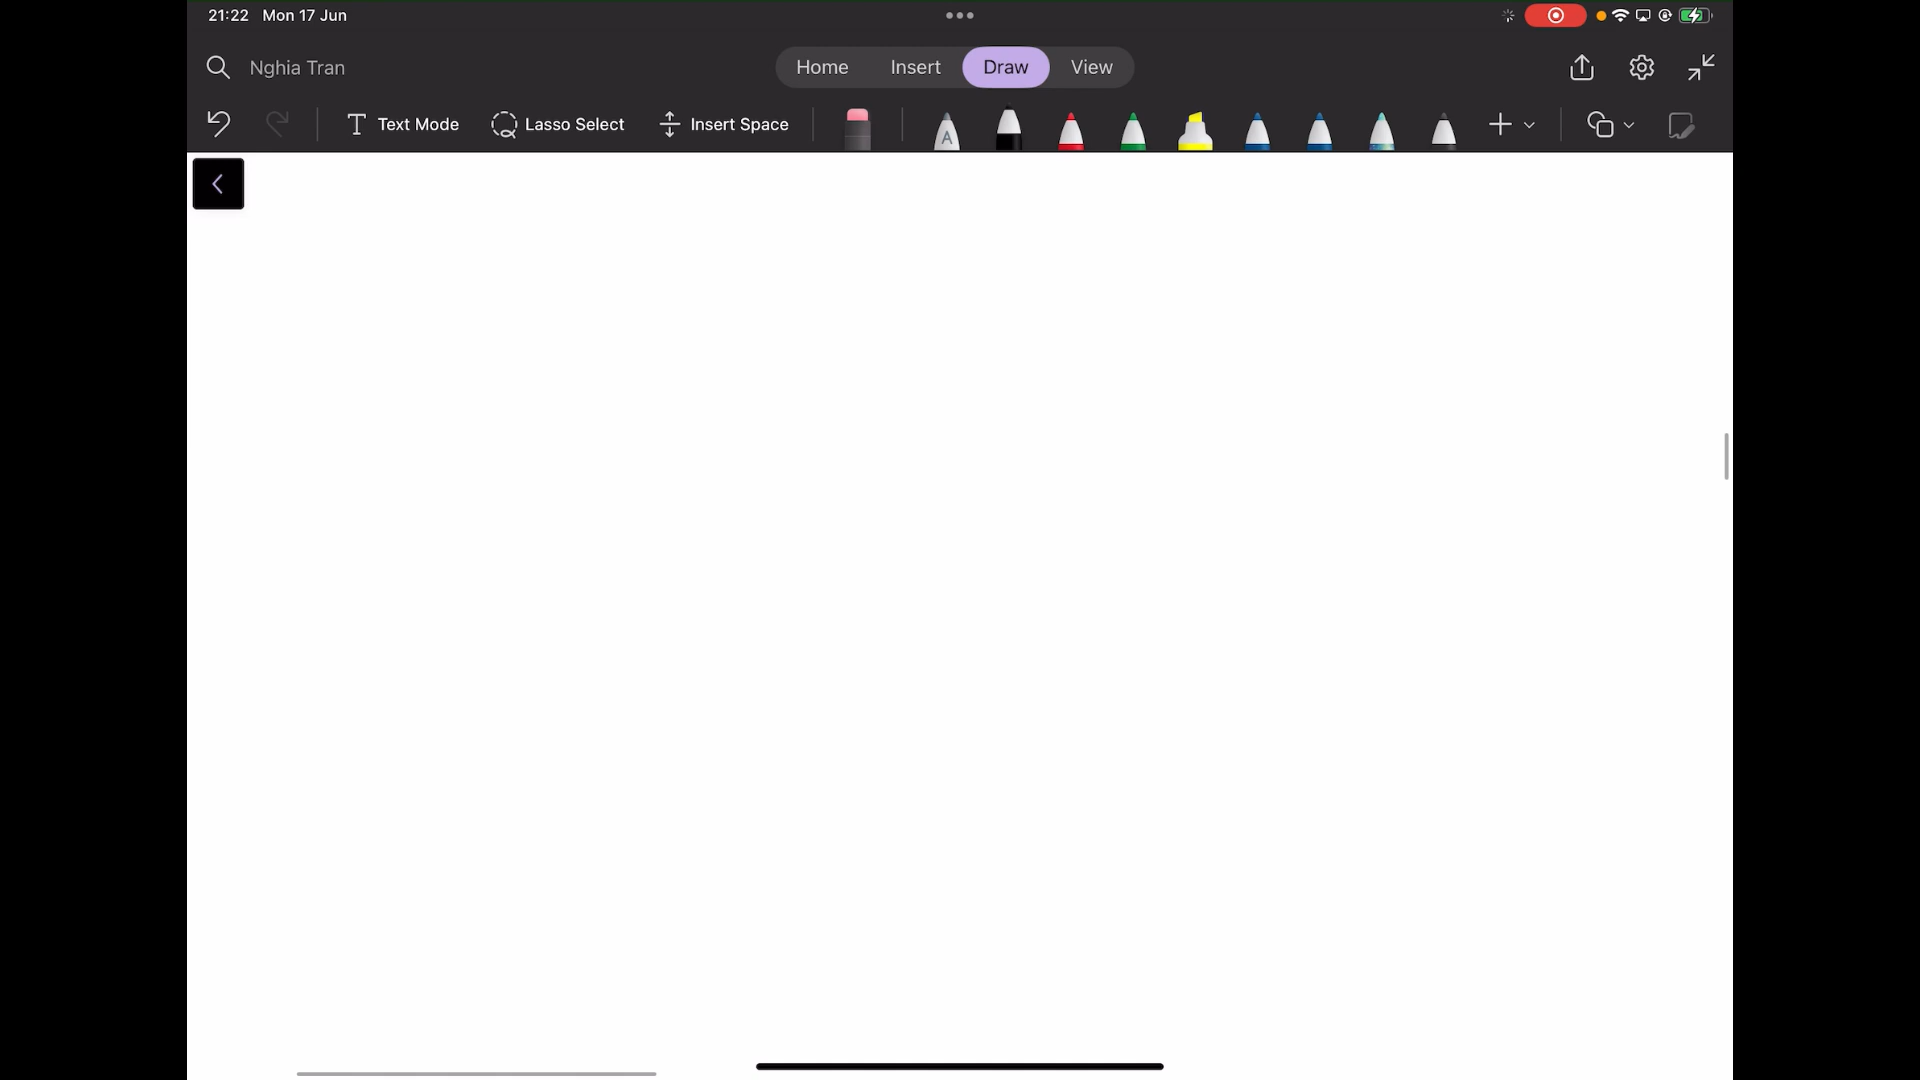 21:22 Mon 17 Jun
Nghia Tran
Home Insert Draw View
Text Mode Lasso Select Insert Space A